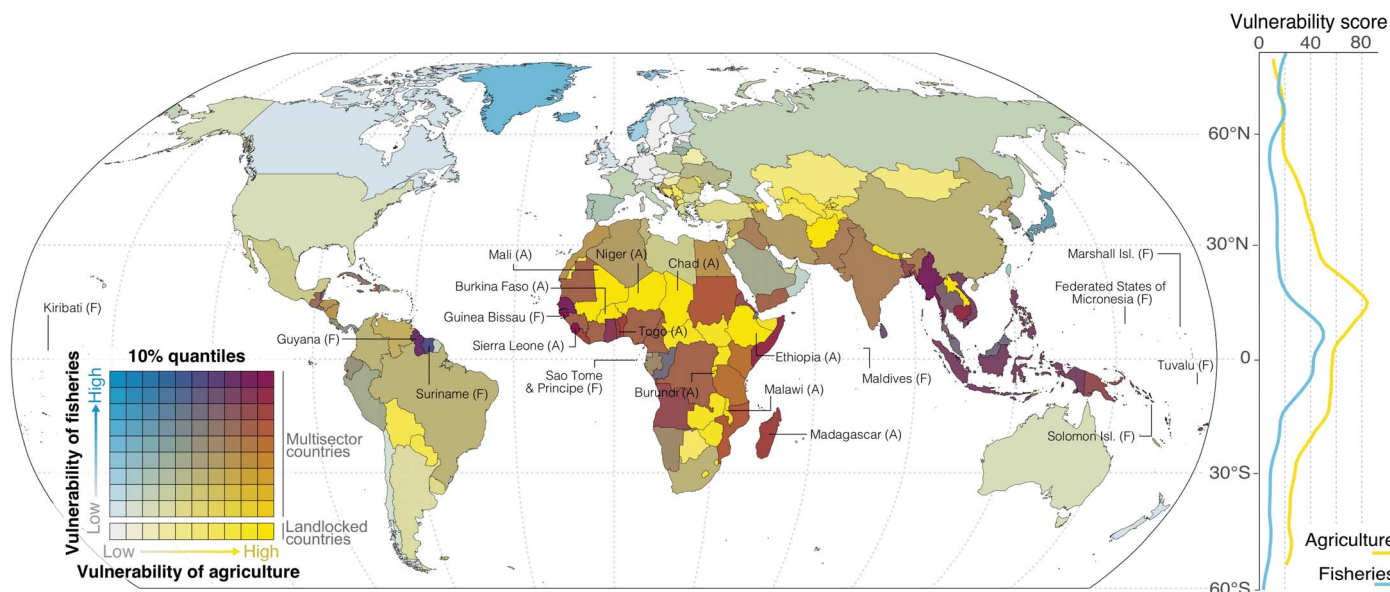 Vulnerability score
0 40 80
60°N
30°N
0
30°S
60°S
Agriculture
Fisheries
Mali (A)
Niger (A)
Chad (A)
Burkina Faso (A)
Guinea Bissau (F)
Togo (A)
Sierra Leone (A)
Sao Tome
& Principe (F)
Burundi (A)
Ethiopia (A)
Malawi (A)
Madagascar (A)
Maldives (F)
Marshall Isl. (F)
Federated States of
Micronesia (F)
Tuvalu (F)
Solomon Isl. (F)
Kiribati (F)
Guyana (F)
Suriname (F)
10% quantiles
Vulnerability of fisheries
Low
High
Multisector
countries
Landlocked
countries
Low High
Vulnerability of agriculture